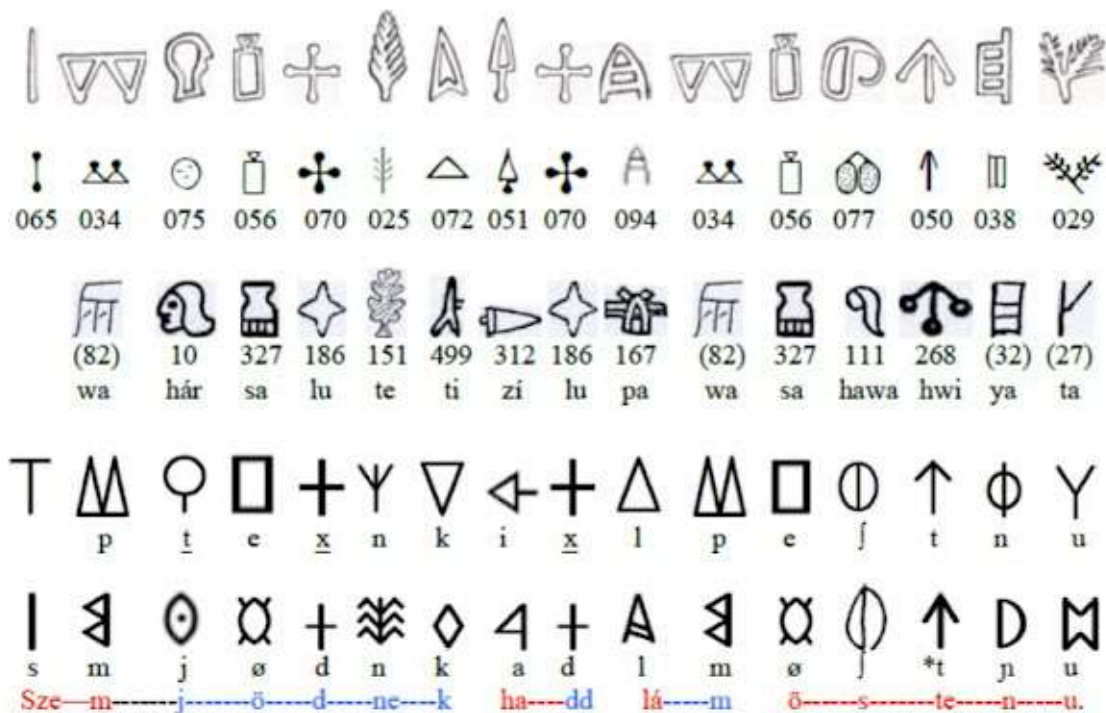 065 034 075 056 070 025 072 051 070 094 034 056 077 050 038 029
(82) 10 327 186 151 499 312 186 167 (82) 327 111 268 (32) (27)
wa hár sa lu te ti zí lu pa wa sa hawa hwi ya ta
p t e x n k i x l p e ʃ t n u
s m j ø d n k a d l m ø ʃ *t ɲ u
Sze—m-------j-------ö-----d----ne---k ha----dd lá-----m õ-----s------te----n-----u.